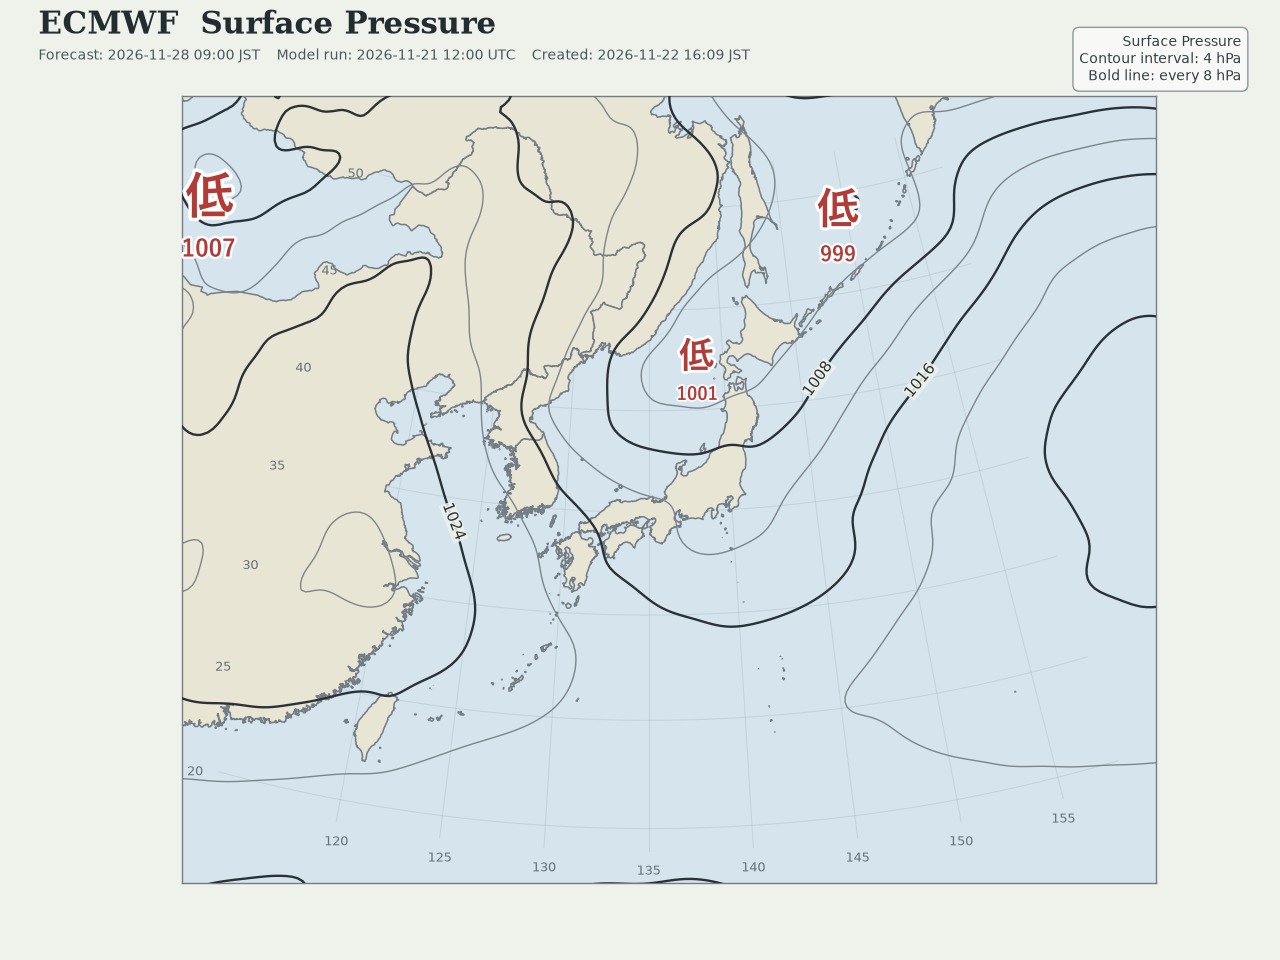 ECMWF  Surface Pressure
Forecast: 2026-11-28 09:00 JST    Model run: 2026-11-21 12:00 UTC    Created: 2026-11-22 16:09 JST
Surface Pressure
Contour interval: 4 hPa
Bold line: every 8 hPa
50
低
1007
低
999
45
低
1001
40
1008
1016
35
1024
30
25
20
120
125
130
135
140
145
150
155